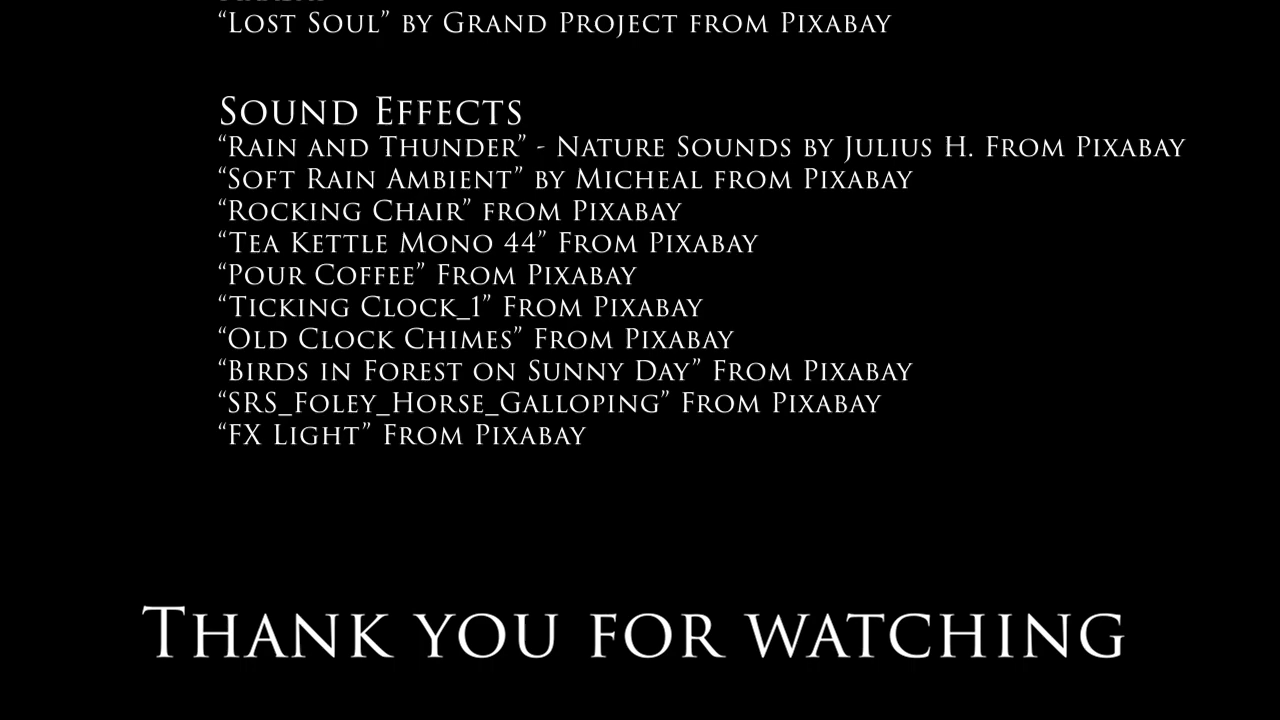 “Lost Soul” by Grand Project from Pixabay
Sound Effects
“Rain and Thunder” - Nature Sounds by Julius H. From Pixabay
“Soft Rain Ambient” by Micheal from Pixabay
“Rocking Chair” from Pixabay
“Tea Kettle Mono 44” From Pixabay
“Pour Coffee” From Pixabay
“Ticking Clock_1” From Pixabay
“Old Clock Chimes” From Pixabay
“Birds in Forest on Sunny Day” From Pixabay
“SRS_Foley_Horse_Galloping” From Pixabay
“FX Light” From Pixabay
Thank you for watching